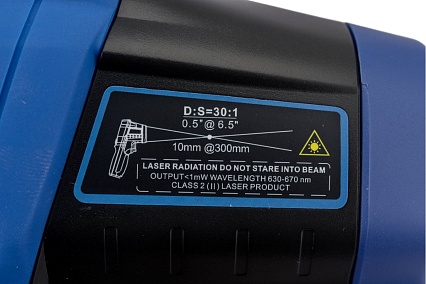 D:S=30:1
0.5"@ 6.5"
10mm @300mm
LASER RADIATION DO NOT STARE INTO BEAM
OUTPUT<1mW WAVELENGTH 630-670 nm
CLASS 2 (II) LASER PRODUCT